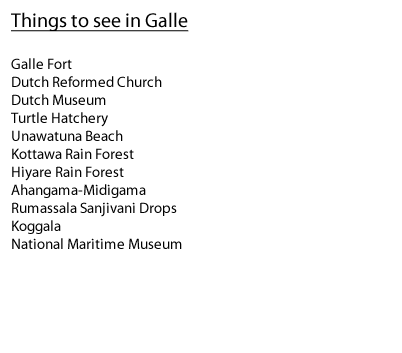 Things to see in Galle
Galle Fort
Dutch Reformed Church
Dutch Museum
Turtle Hatchery
Unawatuna Beach
Kottawa Rain Forest
Hiyare Rain Forest
Ahangama-Midigama
Rumassala Sanjivani Drops
Koggala
National Maritime Museum